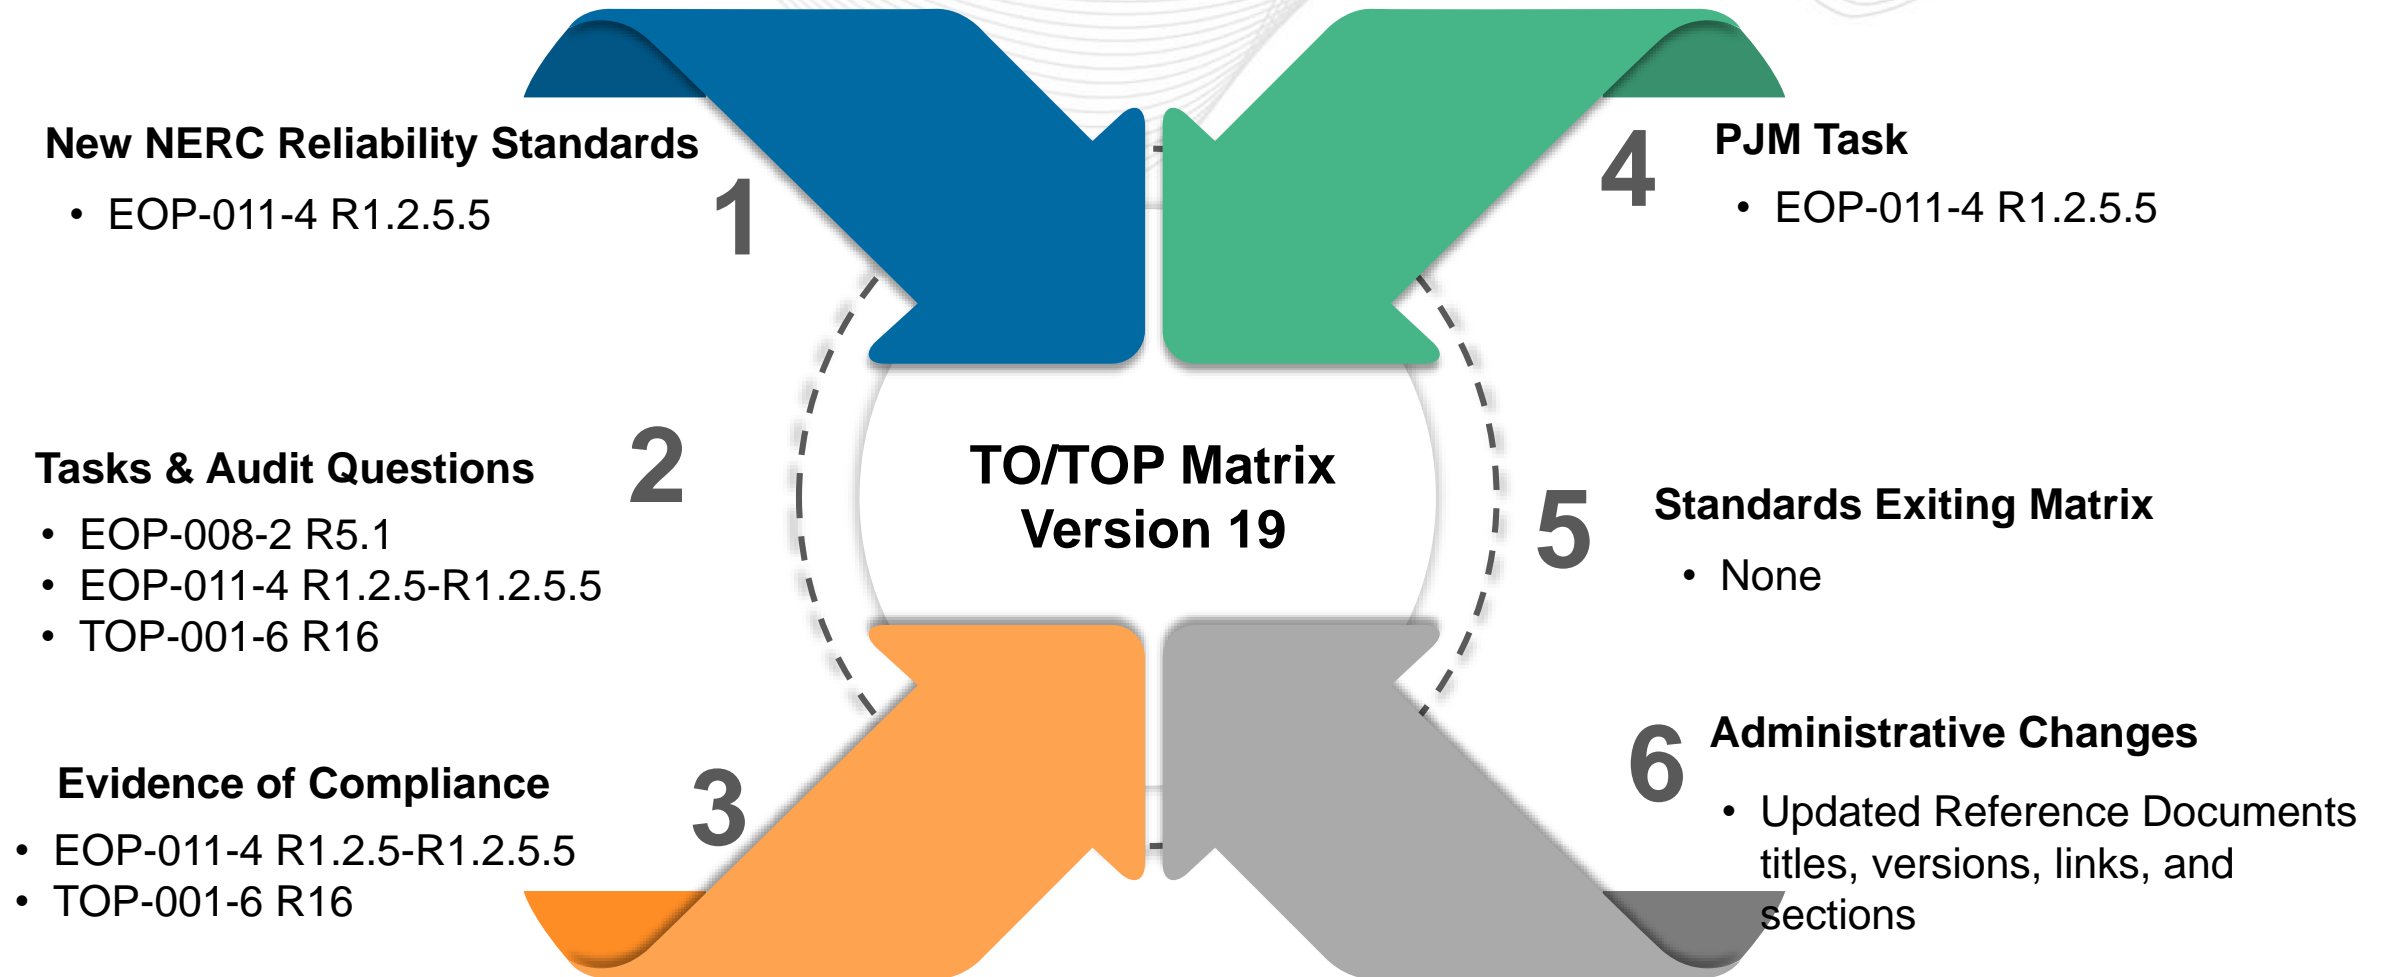 New NERC Reliability Standards
1
• EOP-011-4 R1.2.5.5
2
Tasks & Audit Questions
• EOP-008-2 R5.1
• EOP-011-4 R1.2.5-R1.2.5.5
• TOP-001-6 R16
3
Evidence of Compliance
• EOP-011-4 R1.2.5-R1.2.5.5
• TOP-001-6 R16
TO/TOP Matrix
Version 19
4
PJM Task
• EOP-011-4 R1.2.5.5
5
Standards Exiting Matrix
• None
6
Administrative Changes
• Updated Reference Documents
titles, versions, links, and
sections